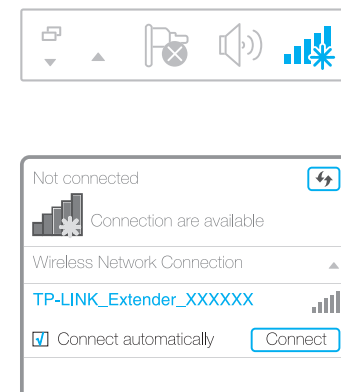 Not connected
Connection are available
Wireless Network Connection
TP-LINK_Extender_XXXXXX
Connect automatically
Connect